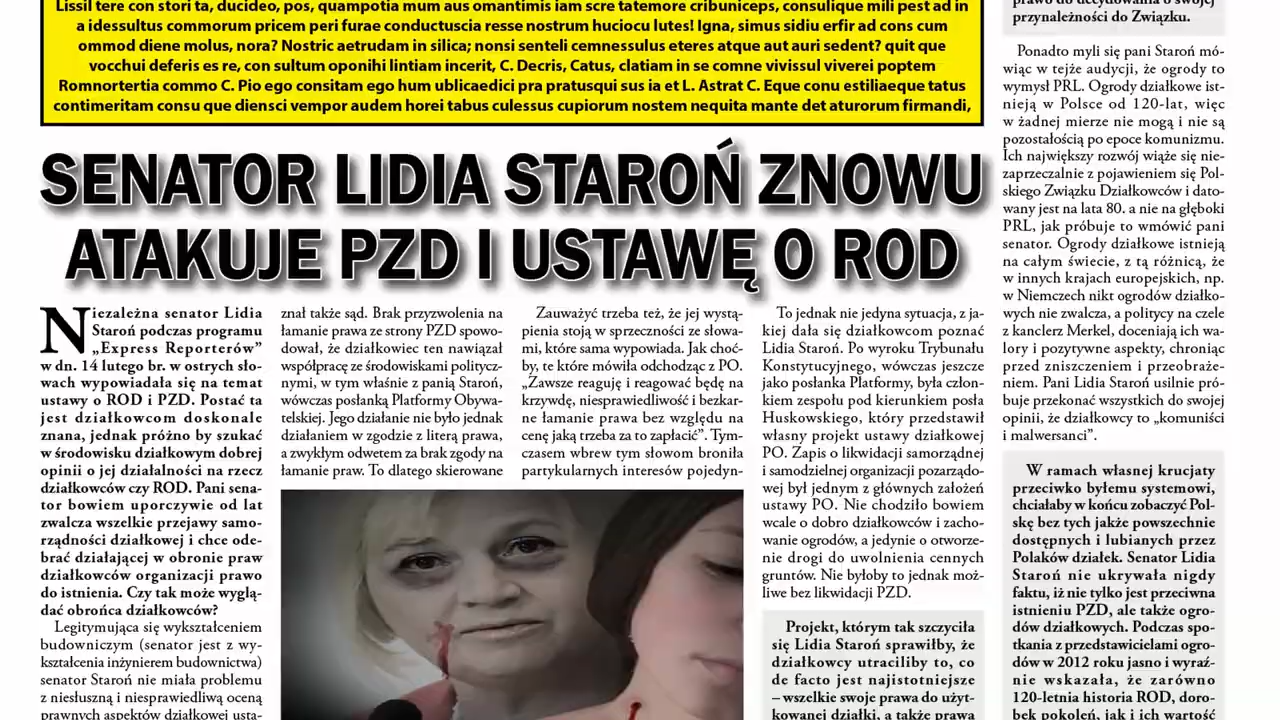 Lissil tere con stori ta, ducideo, pos, quampotia mum aus omantimis iam scre tatemore cribuniceps, consulique mili pest ad in
a idessultus commorum pricem peri furae conductuscia resse nostrum huciocu lutes! Igna, simus sidiu erfir ad cons cum
ommod diene molus, nora? Nostric aetrudam in silica; nonsi senteli cemnessulus eteres atque aut auri sedent? quit que
vocchui deferis es re, con sultum oponihi lintiam incerit, C. Decris, Catus, clatiam in se comne vivissul viverei poptem
Romnortertia commo C. Pio ego consitam ego hum ublicaedici pra pratusqui sus ia et L. Astrat C. Eque conu estiliaeque tatus
contimeritam consu que diensci vempor audem horei tabus culessus cupiorum nostem nequita mante det aturorum firmandi,
SENATOR LIDIA STAROŃ ZNOWU
ATAKUJE PZD I USTAWĘ O ROD
Niezależna senator Lidia
Staroń podczas programu
„Express Reporterów”
w dn. 14 lutego br. w ostrych sło-
wach wypowiadała się na temat
ustawy o ROD i PZD. Postać ta
jest działkowcom doskonale
znana, jednak próżno by szukać
w środowisku działkowym dobrej
opinii o jej działalności na rzecz
działkowców czy ROD. Pani sena-
tor bowiem uporczywie od lat
zwalcza wszelkie przejawy samo-
rządności działkowej i chce ode-
brać działającej w obronie praw
działkowców organizacji prawo
do istnienia. Czy tak może wyglą-
dać obrońca działkowców?
Legitymująca się wykształceniem
budowniczym (senator jest z wy-
kształcenia inżynierem budownictwa)
senator Staroń nie miała problemu
z niesłuszną i niesprawiedliwą oceną
prawnych aspektów działkowej usta-
znał także sąd. Brak przyzwolenia na
łamanie prawa ze strony PZD spowo-
dował, że działkowiec ten nawiązał
współpracę ze środowiskami politycz-
nymi, w tym właśnie z panią Staroń,
wówczas posłanką Platformy Obywa-
telskiej. Jego działanie nie było jednak
działaniem w zgodzie z literą prawa,
a zwykłym odwetem za brak zgody na
łamanie praw. To dlatego skierowane
Zauważyć trzeba też, że jej wystą-
pienia stoją w sprzeczności ze słowa-
mi, które sama wypowiada. Jak choć-
by, te które mówiła odchodząc z PO.
„Zawsze reaguję i reagować będę na
krzywdę, niesprawiedliwość i bezkar-
ne łamanie prawa bez względu na
cenę jaką trzeba za to zapłacić”. Tym-
czasem wbrew tym słowom broniła
partykularnych interesów pojedyn-
To jednak nie jedyna sytuacja, z ja-
kiej dała się działkowcom poznać
Lidia Staroń. Po wyroku Trybunału
Konstytucyjnego, wówczas jeszcze
jako posłanka Platformy, była człon-
kiem zespołu pod kierunkiem posła
Huskowskiego, który przedstawił
własny projekt ustawy działkowej
PO. Zapis o likwidacji samorządnej
i samodzielnej organizacji pozarządo-
wej był jednym z głównych założeń
ustawy PO. Nie chodziło bowiem
wcale o dobro działkowców i zacho-
wanie ogrodów, a jedynie o otworze-
nie drogi do uwolnienia cennych
gruntów. Nie byłoby to jednak moż-
liwe bez likwidacji PZD.
Projekt, którym tak szczyciła
się Lidia Staroń sprawiłby, że
działkowcy utraciliby to, co
de facto jest najistotniejsze
– wszelkie swoje prawa do użyt-
kowanej działki, a także prawa
prawo do decydowania o swojej
przynależności do Związku.
Ponadto myli się pani Staroń mó-
wiąc w tejże audycji, że ogrody to
wymysł PRL. Ogrody działkowe ist-
nieją w Polsce od 120-lat, więc
w żadnej mierze nie mogą i nie są
pozostałością po epoce komunizmu.
Ich największy rozwój wiąże się nie-
zaprzeczalnie z pojawieniem się Pol-
skiego Związku Działkowców i dato-
wany jest na lata 80. a nie na głęboki
PRL, jak próbuje to wmówić pani
senator. Ogrody działkowe istnieją
na całym świecie, z tą różnicą, że
w innych krajach europejskich, np.
w Niemczech nikt ogrodów działko-
wych nie zwalcza, a politycy na czele
z kanclerz Merkel, doceniają ich wa-
lory i pozytywne aspekty, chroniąc
przed zniszczeniem i przeobraże-
niem. Pani Lidia Staroń usilnie pró-
buje przekonać wszystkich do swojej
opinii, że działkowcy to „komuniści
i malwersanci”.
W ramach własnej krucjaty
przeciwko byłemu systemowi,
chciałaby w końcu zobaczyć Pol-
skę bez tych jakże powszechnie
dostępnych i lubianych przez
Polaków działek. Senator Lidia
Staroń nie ukrywała nigdy
faktu, iż nie tylko jest przeciwna
istnieniu PZD, ale także ogro-
dów działkowych. Podczas spo-
tkania z przedstawicielami ogro-
dów w 2012 roku jasno i wyraź-
nie wskazała, że zarówno
120-letnia historia ROD, doro-
bek pokoleń, jak i ich wartość